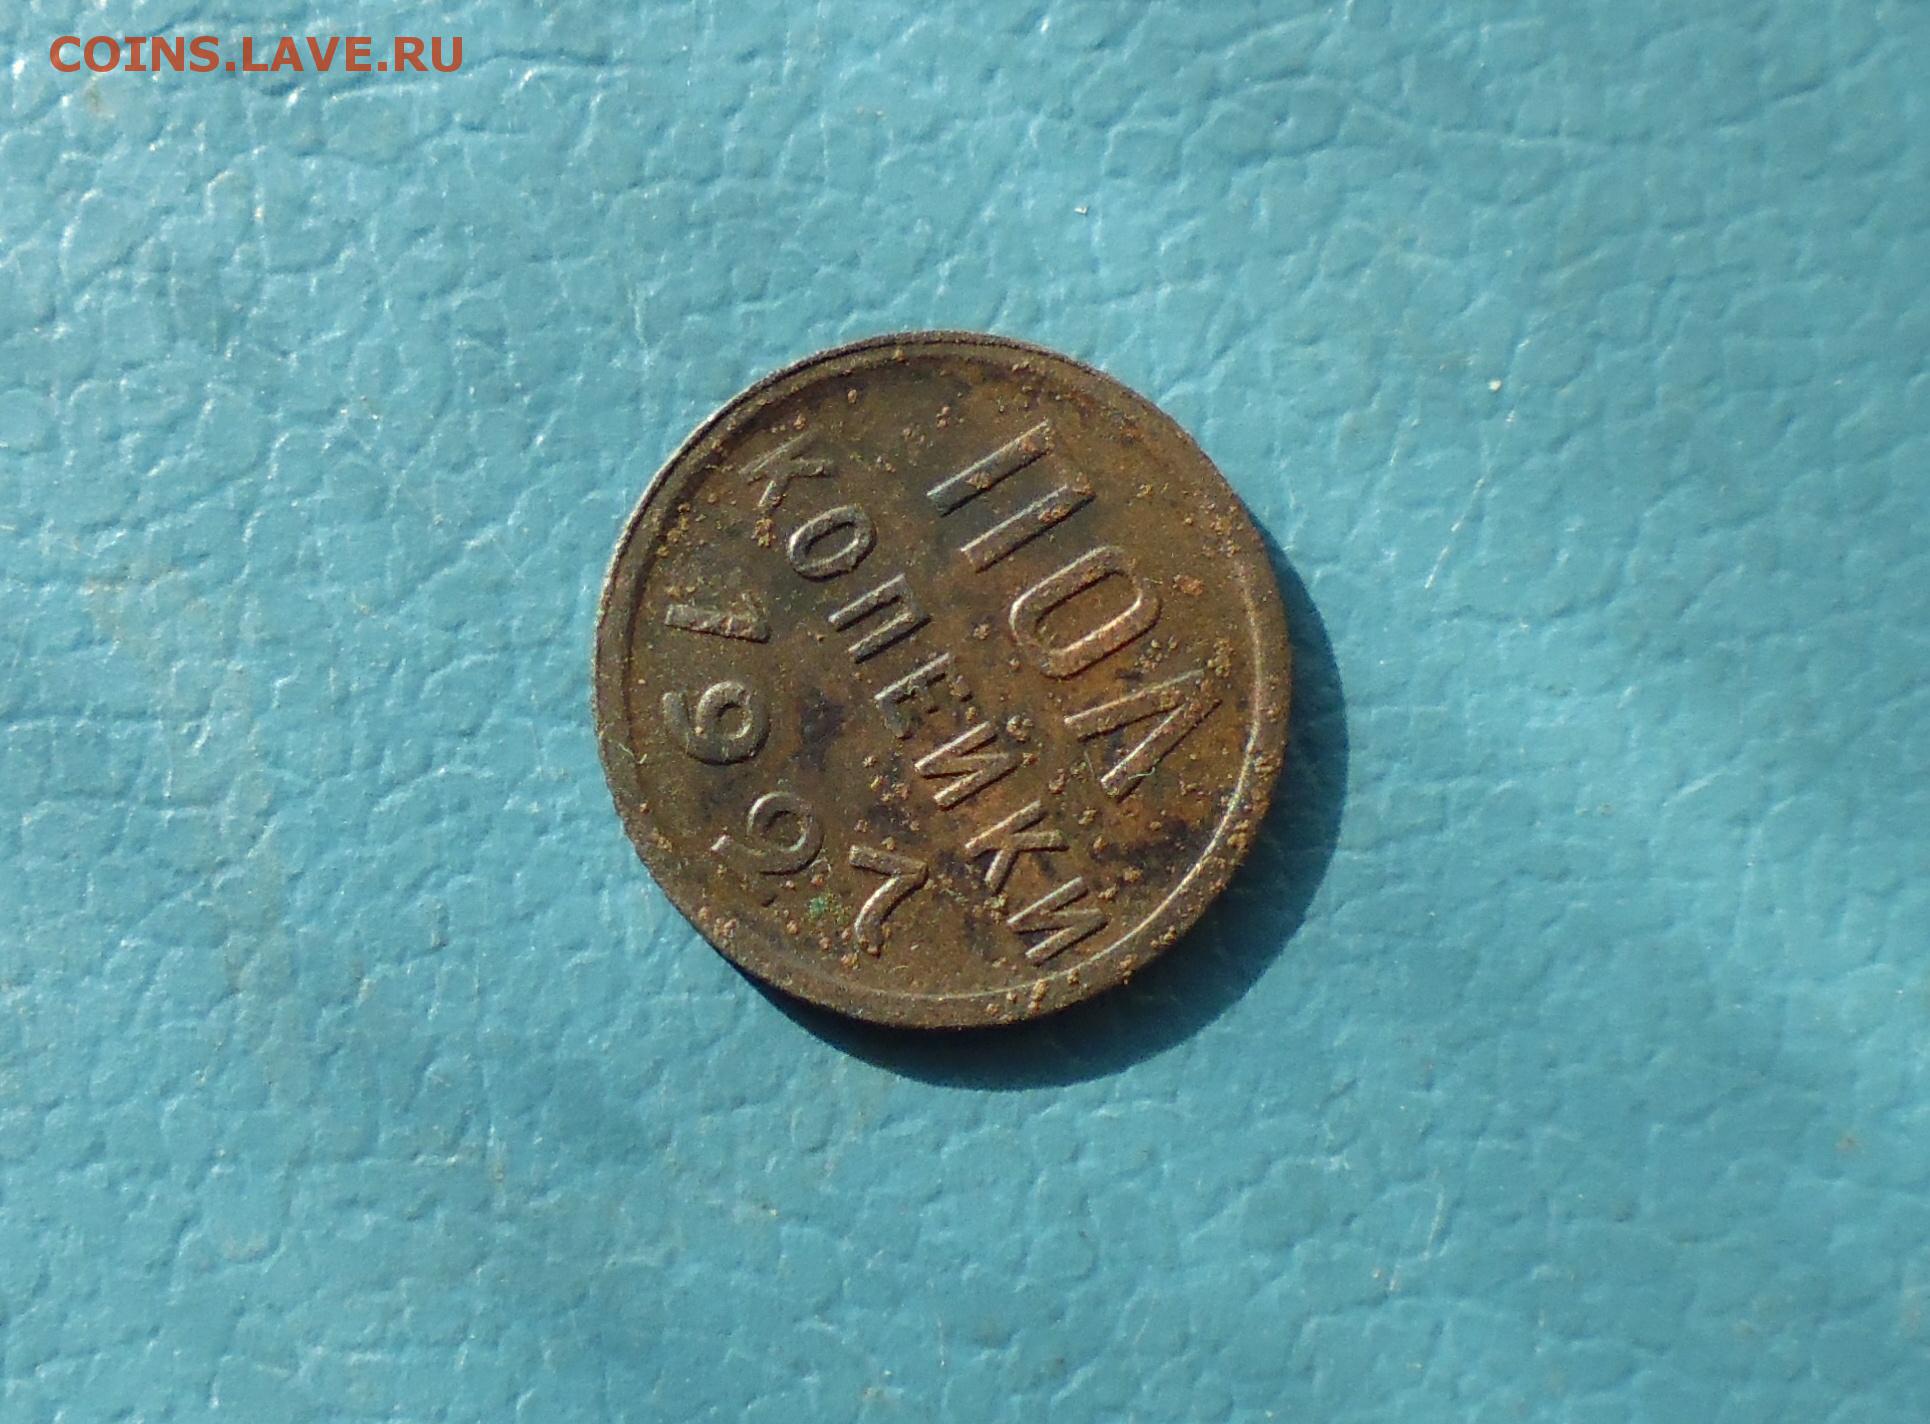 COINS.LAVE.RU
ПОЛ
КОПЕЙКИ
1927